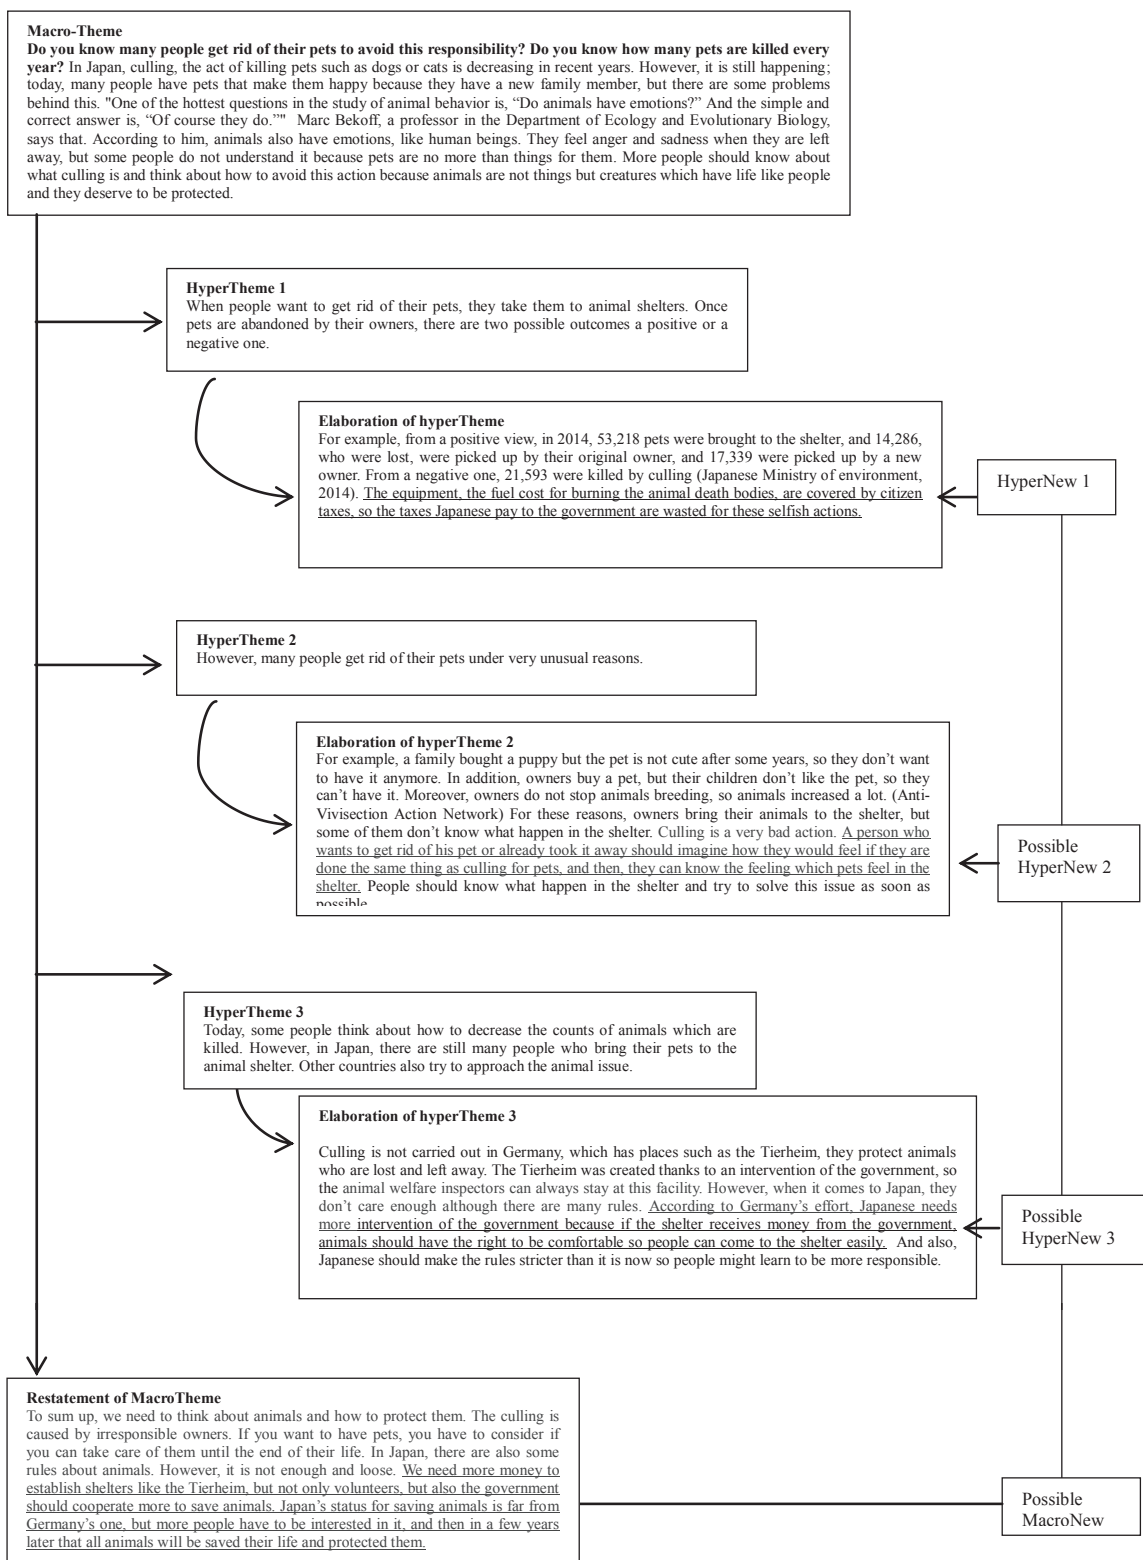 Macro-Theme
Do you know many people get rid of their pets to avoid this responsibility? Do you know how many pets are killed every
year? In Japan, culling, the act of killing pets such as dogs or cats is decreasing in recent years. However, it is still happening;
today, many people have pets that make them happy because they have a new family member, but there are some problems
behind this. "One of the hottest questions in the study of animal behavior is, “Do animals have emotions?” And the simple and
correct answer is, “Of course they do.”" Marc Bekoff, a professor in the Department of Ecology and Evolutionary Biology,
says that. According to him, animals also have emotions, like human beings. They feel anger and sadness when they are left
away, but some people do not understand it because pets are no more than things for them. More people should know about
what culling is and think about how to avoid this action because animals are not things but creatures which have life like people
and they deserve to be protected.
HyperTheme 1
When people want to get rid of their pets, they take them to animal shelters. Once
pets are abandoned by their owners, there are two possible outcomes a positive or a
negative one.
Elaboration of hyperTheme
For example, from a positive view, in 2014, 53,218 pets were brought to the shelter, and 14,286,
who were lost, were picked up by their original owner, and 17,339 were picked up by a new
owner. From a negative one, 21,593 were killed by culling (Japanese Ministry of environment,
2014). The equipment, the fuel cost for burning the animal death bodies, are covered by citizen
taxes, so the taxes Japanese pay to the government are wasted for these selfish actions.
HyperNew 1
HyperTheme 2
However, many people get rid of their pets under very unusual reasons.
Elaboration of hyperTheme 2
For example, a family bought a puppy but the pet is not cute after some years, so they don’t want
to have it anymore. In addition, owners buy a pet, but their children don’t like the pet, so they
can’t have it. Moreover, owners do not stop animals breeding, so animals increased a lot. (Anti-
Vivisection Action Network) For these reasons, owners bring their animals to the shelter, but
some of them don’t know what happen in the shelter. Culling is a very bad action. A person who
wants to get rid of his pet or already took it away should imagine how they would feel if they are
done the same thing as culling for pets, and then, they can know the feeling which pets feel in the
shelter. People should know what happen in the shelter and try to solve this issue as soon as
possible
Possible
HyperNew 2
HyperTheme 3
Today, some people think about how to decrease the counts of animals which are
killed. However, in Japan, there are still many people who bring their pets to the
animal shelter. Other countries also try to approach the animal issue.
Elaboration of hyperTheme 3
Culling is not carried out in Germany, which has places such as the Tierheim, they protect animals
who are lost and left away. The Tierheim was created thanks to an intervention of the government, so
the animal welfare inspectors can always stay at this facility. However, when it comes to Japan, they
don’t care enough although there are many rules. According to Germany’s effort, Japanese needs
more intervention of the government because if the shelter receives money from the government,
animals should have the right to be comfortable so people can come to the shelter easily. And also,
Japanese should make the rules stricter than it is now so people might learn to be more responsible.
Possible
HyperNew 3
Restatement of MacroTheme
To sum up, we need to think about animals and how to protect them. The culling is
caused by irresponsible owners. If you want to have pets, you have to consider if
you can take care of them until the end of their life. In Japan, there are also some
rules about animals. However, it is not enough and loose. We need more money to
establish shelters like the Tierheim, but not only volunteers, but also the government
should cooperate more to save animals. Japan’s status for saving animals is far from
Germany’s one, but more people have to be interested in it, and then in a few years
later that all animals will be saved their life and protected them.
Possible
MacroNew